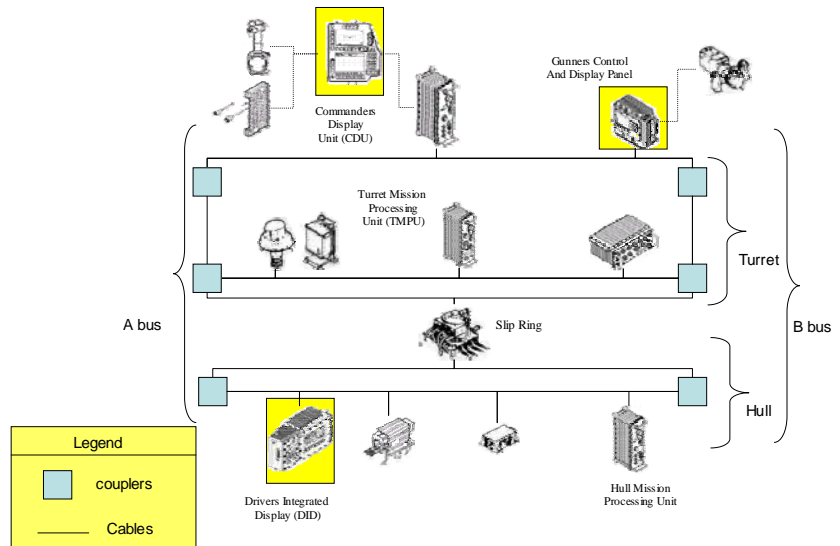 Gunners Control
And Display Panel
Commanders
Display
Unit (CDU)
Turret Mission
Processing
Unit (TMPU)
Turret
A bus
Slip Ring
B bus
Hull
Legend
couplers
Cables
Drivers Integrated
Display (DID)
Hull Mission
Processing Unit